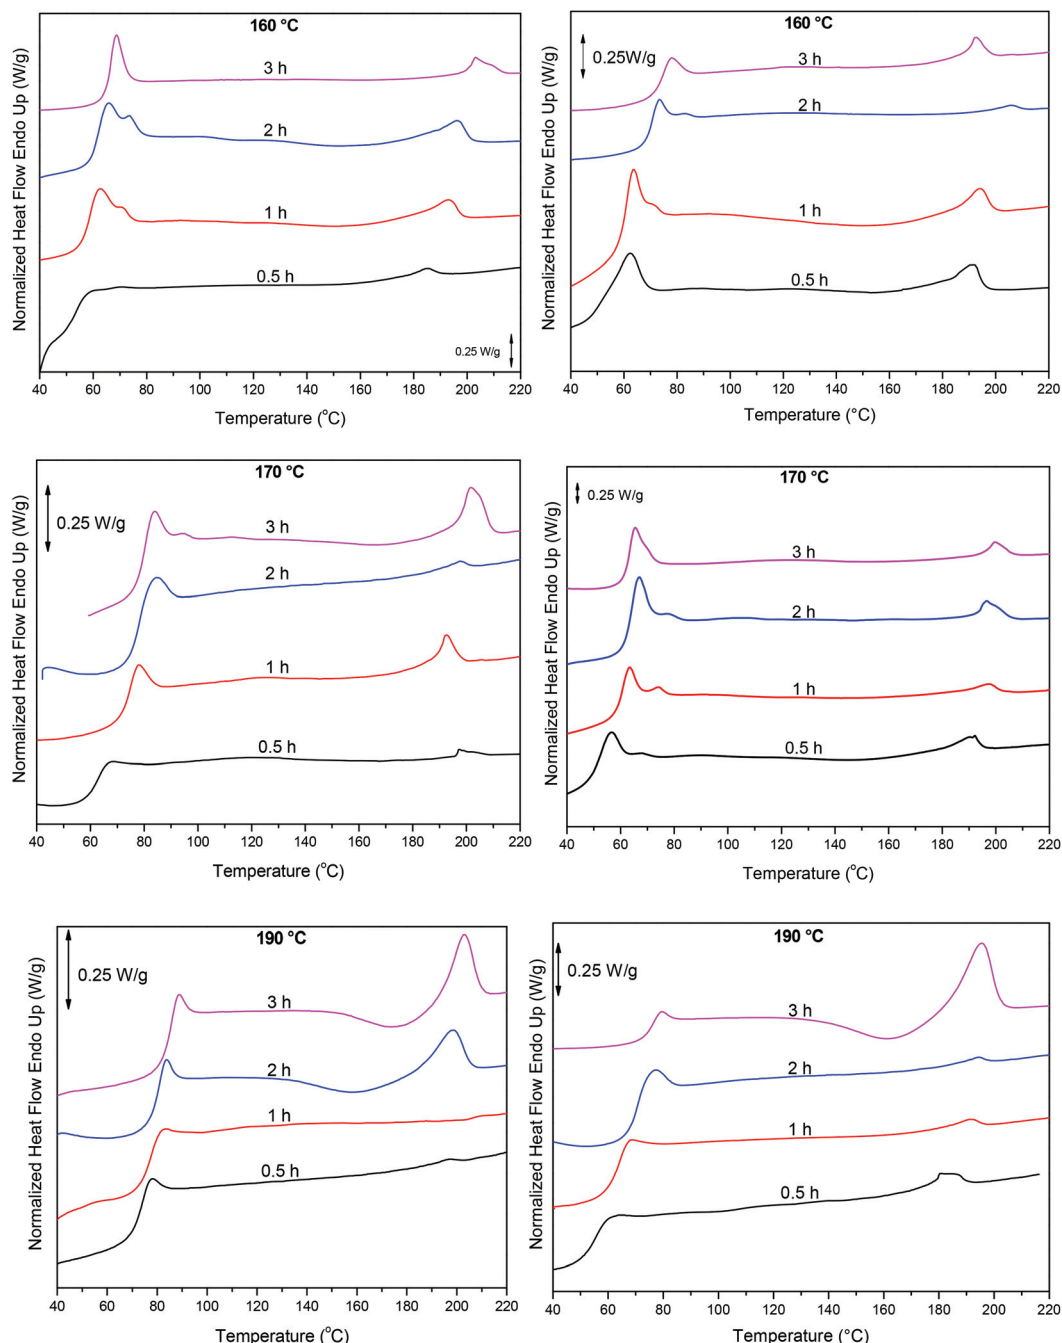 160 °C
Normalized Heat Flow Endo Up (W/g)
3 h
2 h
1 h
0.5 h
0.25 W/g
40 60 80 100 120 140 160 180 200 220
Temperature (°C)
160 °C
Normalized Heat Flow Endo Up (W/g)
0.25W/g
3 h
2 h
1 h
0.5 h
40 60 80 100 120 140 160 180 200 220
Temperature (°C)
170 °C
Normalized Heat Flow Endo Up (W/g)
0.25 W/g
3 h
2 h
1 h
0.5 h
40 60 80 100 120 140 160 180 200 220
Temperature (°C)
170 °C
Normalized Heat Flow Endo Up (W/g)
0.25 W/g
3 h
2 h
1 h
0.5 h
40 60 80 100 120 140 160 180 200 220
Temperature (°C)
190 °C
Normalized Heat Flow Endo Up (W/g)
0.25 W/g
3 h
2 h
1 h
0.5 h
40 60 80 100 120 140 160 180 200 220
Temperature (°C)
190 °C
Normalized Heat Flow Endo Up (W/g)
0.25 W/g
3 h
2 h
1 h
0.5 h
40 60 80 100 120 140 160 180 200 220
Temperature (°C)